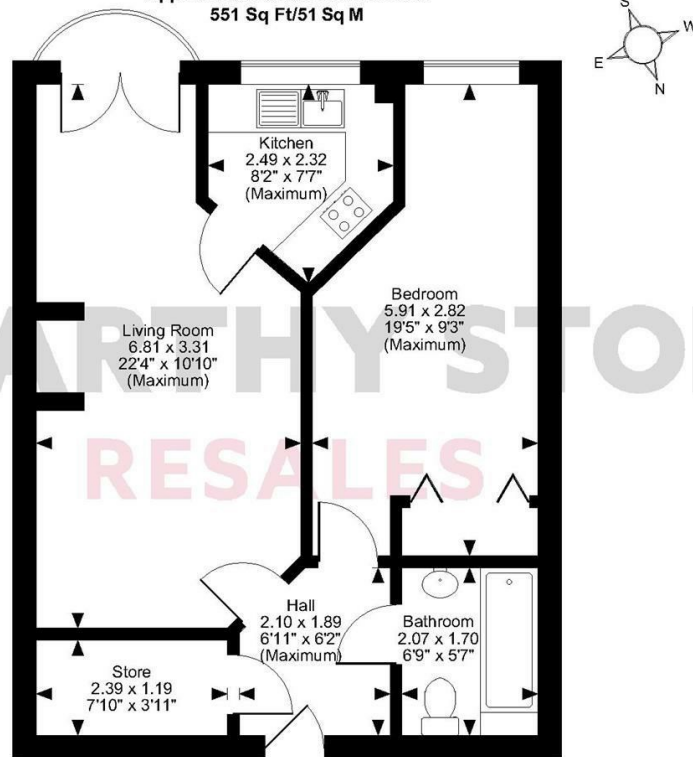 551 Sq Ft/51 Sq M
S
W
E
N
Kitchen
2.49 x 2.32
8'2" x 7'7"
(Maximum)
Bedroom
5.91 x 2.82
19'5" x 9'3"
(Maximum)
Living Room
6.81 x 3.31
22'4" x 10'10"
(Maximum)
ARTHY STO
RESALES
Hall
2.10 x 1.89
6'11" x 6'2"
(Maximum)
Bathroom
2.07 x 1.70
6'9" x 5'7"
Store
2.39 x 1.19
7'10" x 3'11"